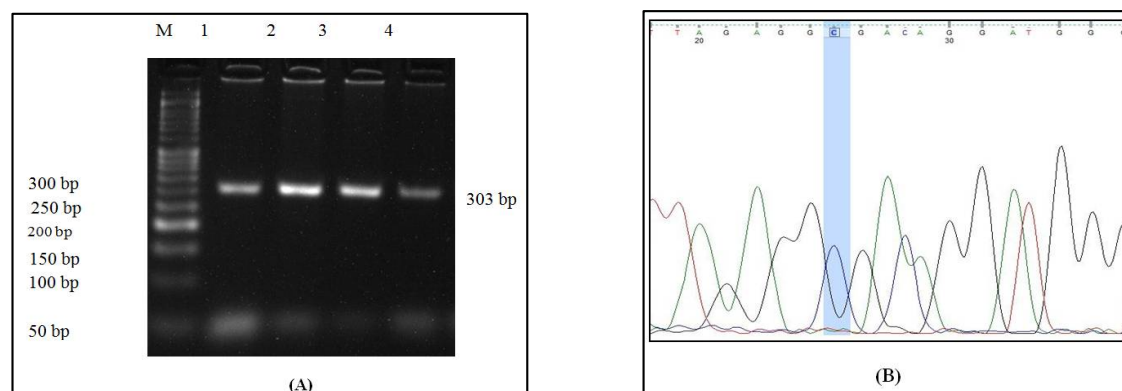 M 1 2 3 4
300 bp
250 bp
200 bp
150 bp
100 bp
50 bp
303 bp
(A)
T T A G A G G C G A C A G G A T G G
20 30
(B)